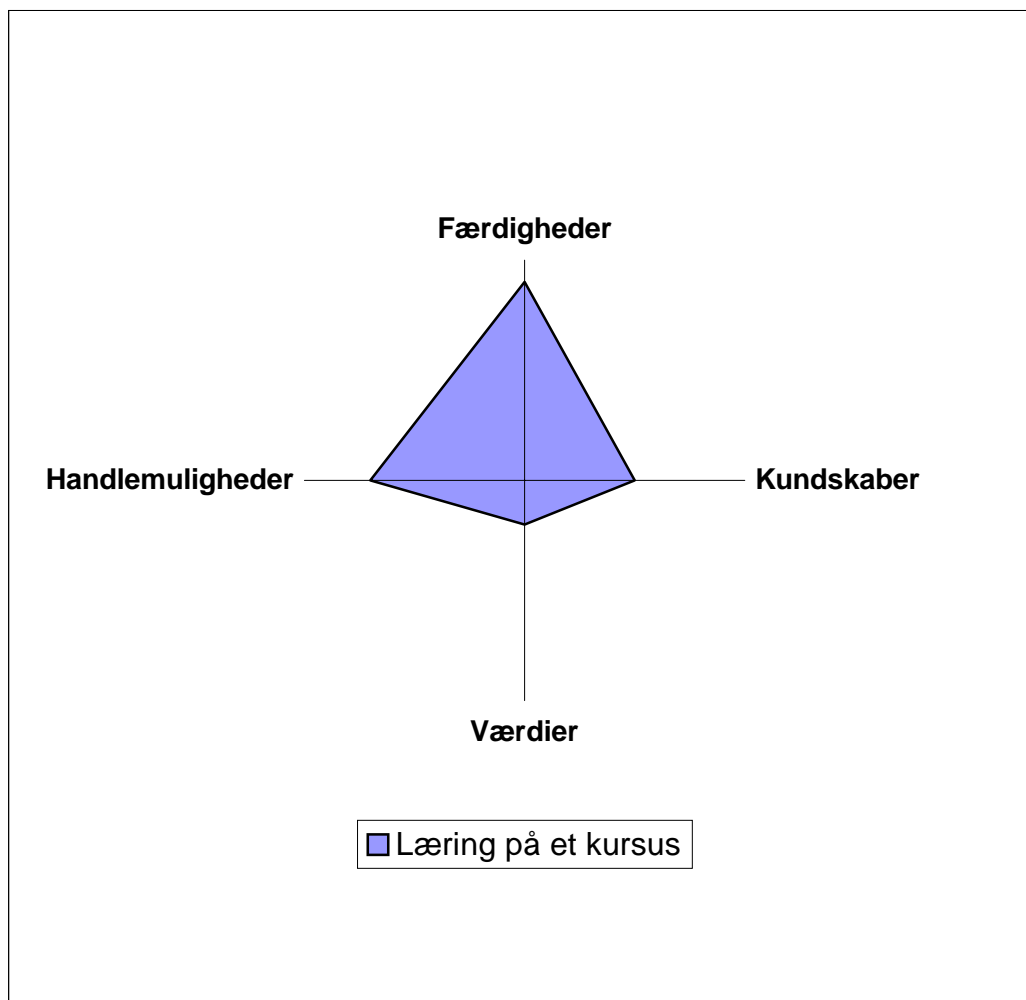 Færdigheder
Handlemuligheder
Kundskaber
Værdier
Læring på et kursus